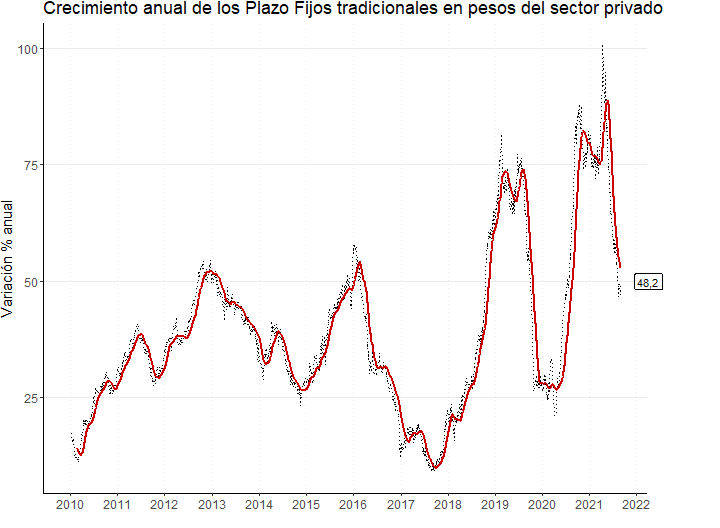 Crecimiento anual de los Plazo Fijos tradicionales en pesos del sector privado
Variación % anual
100
75
50
25
48,2
2010 2011 2012 2013 2014 2015 2016 2017 2018 2019 2020 2021 2022